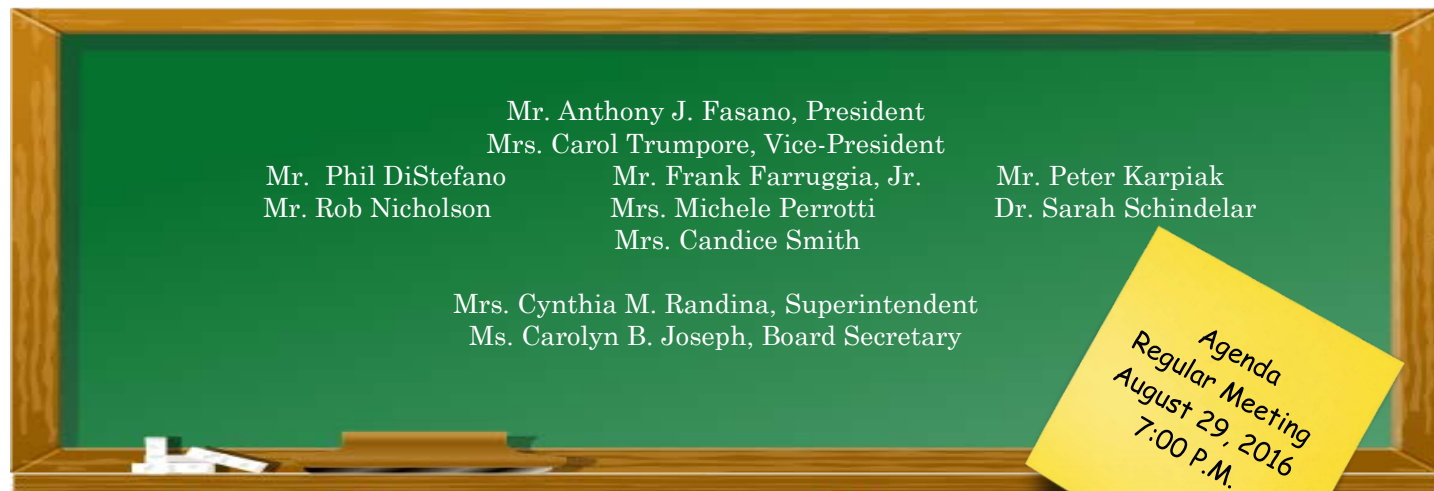 Mr. Anthony J. Fasano, President
Mrs. Carol Trumpore, Vice-President
Mr. Phil DiStefano Mr. Frank Farruggia, Jr. Mr. Peter Karpiak
Mr. Rob Nicholson Mrs. Michele Perrotti Dr. Sarah Schindelar
Mrs. Candice Smith
Mrs. Cynthia M. Randina, Superintendent
Ms. Carolyn B. Joseph, Board Secretary
Agenda
Regular Meeting
August 29, 2016
7:00 P.M.